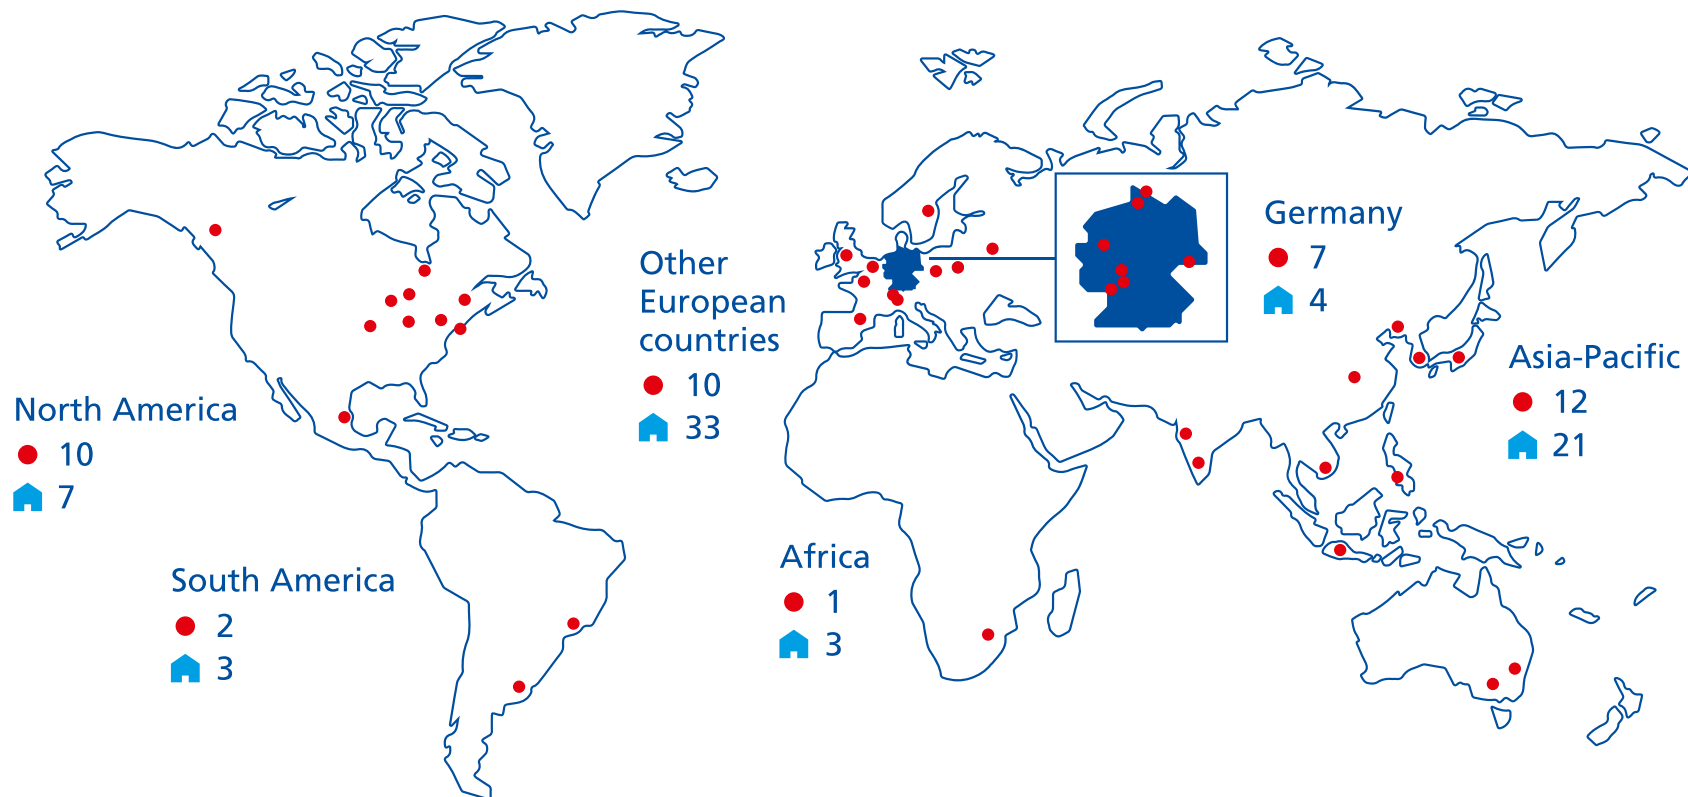 North America
10
7
South America
2
3
Other
European
countries
10
33
Africa
1
3
Germany
7
4
Asia-Pacific
12
21